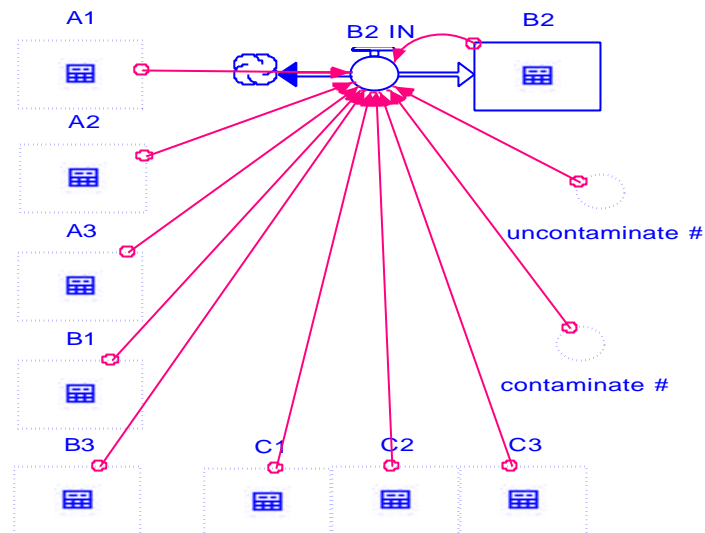 A1
B2 IN
B2
A2
uncontaminate #
A3
B1
contaminate #
B3
C1
C2
C3